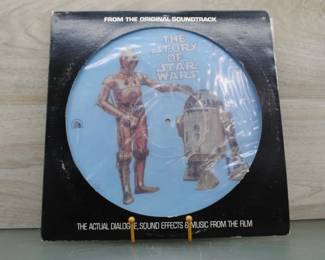 FROM THE ORIGINAL SOUNDTRACK
THE
STORY
OF
STAR
WARS
THE ACTUAL DIALOGUE, SOUND EFFECTS & MUSIC FROM THE FILM